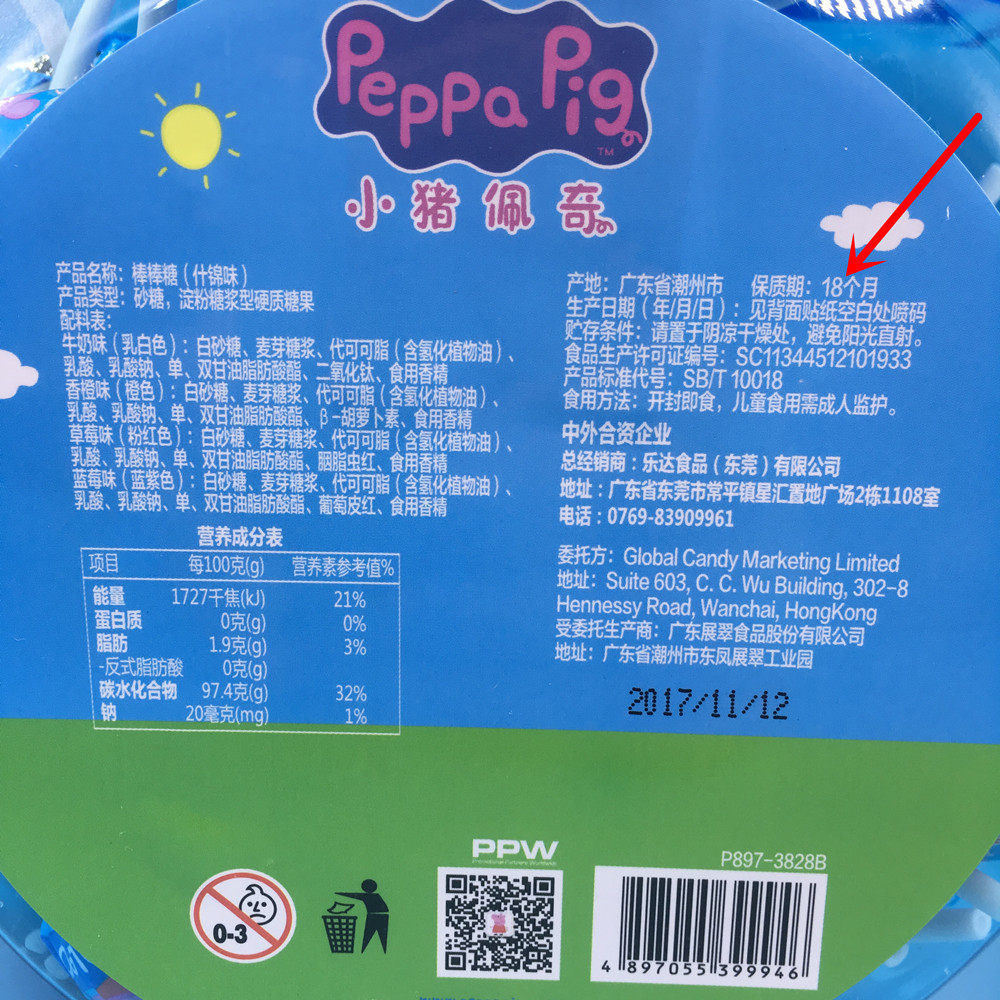 Peppa Pig
TM
小猪佩奇
产品名称：棒棒糖（什锦味）
产品类型：砂糖，淀粉糖浆型硬质糖果
配料表：
牛奶味（乳白色）：白砂糖、麦芽糖浆、代可可脂（含氢化植物油）、
乳酸、乳酸钠、单，双甘油脂肪酸酯、二氧化钛、食用香精
香橙味（橙色）：白砂糖、麦芽糖浆、代可可脂（含氢化植物油）、
乳酸、乳酸钠、单，双甘油脂肪酸酯、β-胡萝卜素、食用香精
草莓味（粉红色）：白砂糖、麦芽糖浆、代可可脂（含氢化植物油）、
乳酸、乳酸钠、单，双甘油脂肪酸酯、胭脂虫红、食用香精
蓝莓味（蓝紫色）：白砂糖、麦芽糖浆、代可可脂（含氢化植物油）、
乳酸、乳酸钠、单，双甘油脂肪酸酯、葡萄皮红、食用香精
营养成分表
项目 每100克(g) 营养素参考值%
能量 1727千焦(kJ) 21%
蛋白质 0克(g) 0%
脂肪 1.9克(g) 3%
-反式脂肪酸 0克(g)
碳水化合物 97.4克(g) 32%
钠 20毫克(mg) 1%
产地：广东省潮州市 保质期：18个月
生产日期（年/月/日）：见背面贴纸空白处喷码
贮存条件：请置于阴凉干燥处，避免阳光直射。
食品生产许可证编号：SC11344512101933
产品标准代号：SB/T 10018
食用方法：开封即食，儿童食用需成人监护。
中外合资企业
总经销商：乐达食品（东莞）有限公司
地址：广东省东莞市常平镇星汇置地广场2栋1108室
电话：0769-83909961
委托方：Global Candy Marketing Limited
地址：Suite 603, C. C. Wu Building, 302-8
Hennessy Road, Wanchai, HongKong
受委托生产商：广东展翠食品股份有限公司
地址：广东省潮州市东凤展翠工业园
2017/11/12
PPW
P897-3828B
0-3
4 897055 399946